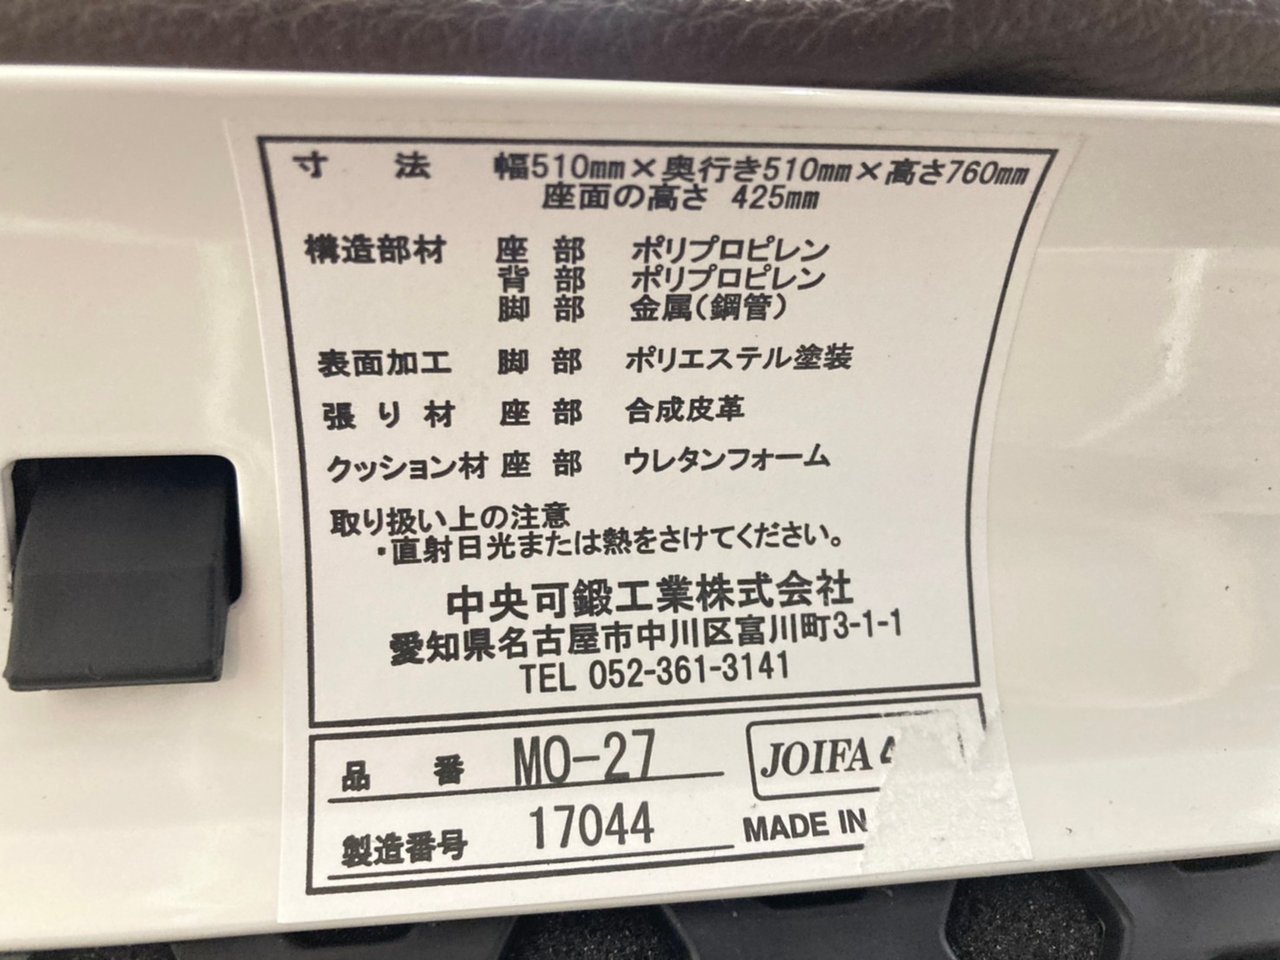 寸 法 幅510mm×奥行き510mm×高さ760mm
座面の高さ 425mm
構造部材 座 部 ポリプロピレン
背 部 ポリプロピレン
脚 部 金属(鋼管)
表面加工 脚 部 ポリエステル塗装
張 り 材 座 部 合成皮革
クッション材 座 部 ウレタンフォーム
取り扱い上の注意
・直射日光または熱をさけてください。
中央可鍛工業株式会社
愛知県名古屋市中川区富川町3-1-1
TEL 052-361-3141
品 番 MO-27
JOIFA
製造番号 17044
MADE IN